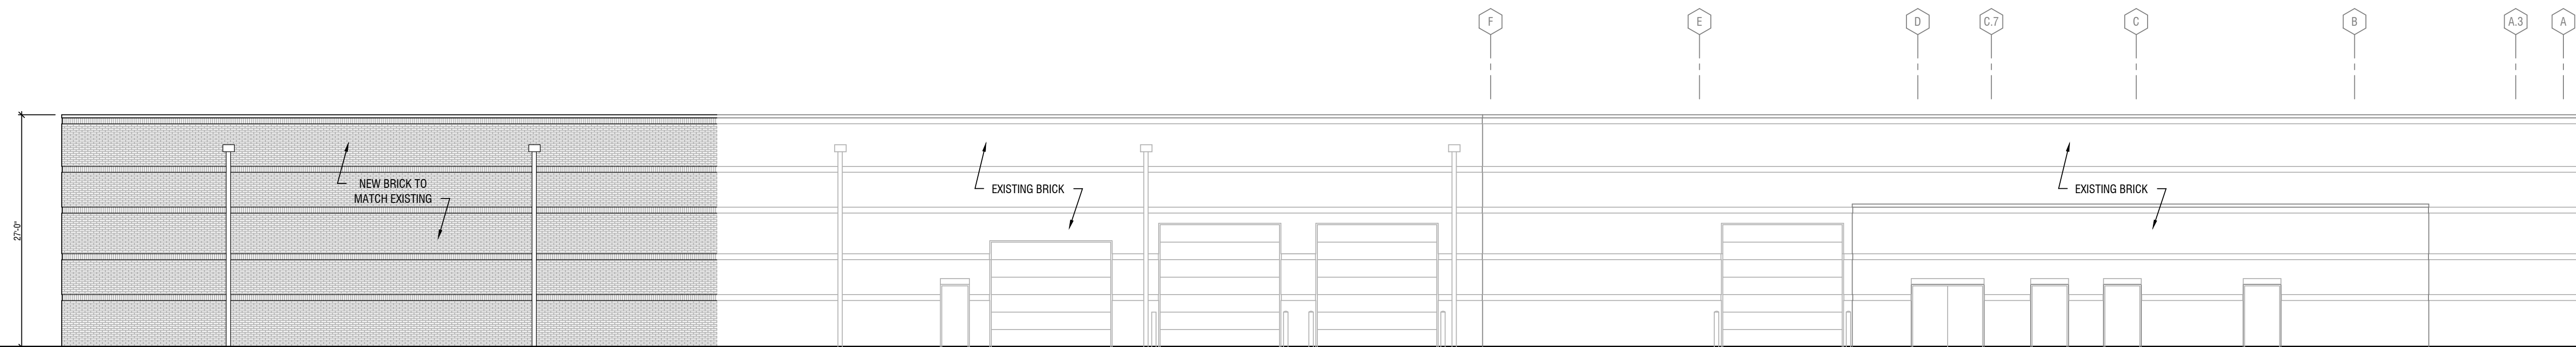 F
E
D
C.7
C
B
A.3
A
NEW BRICK TO
MATCH EXISTING
EXISTING BRICK
EXISTING BRICK
27'-0"